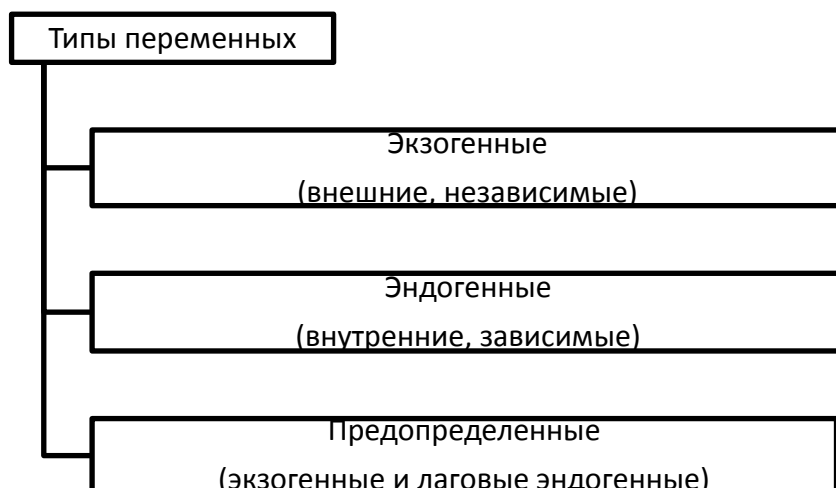 Типы переменных
Экзогенные
(внешние, независимые)
Эндогенные
(внутренние, зависимые)
Предопределенные
(экзогенные и лаговые эндогенные)